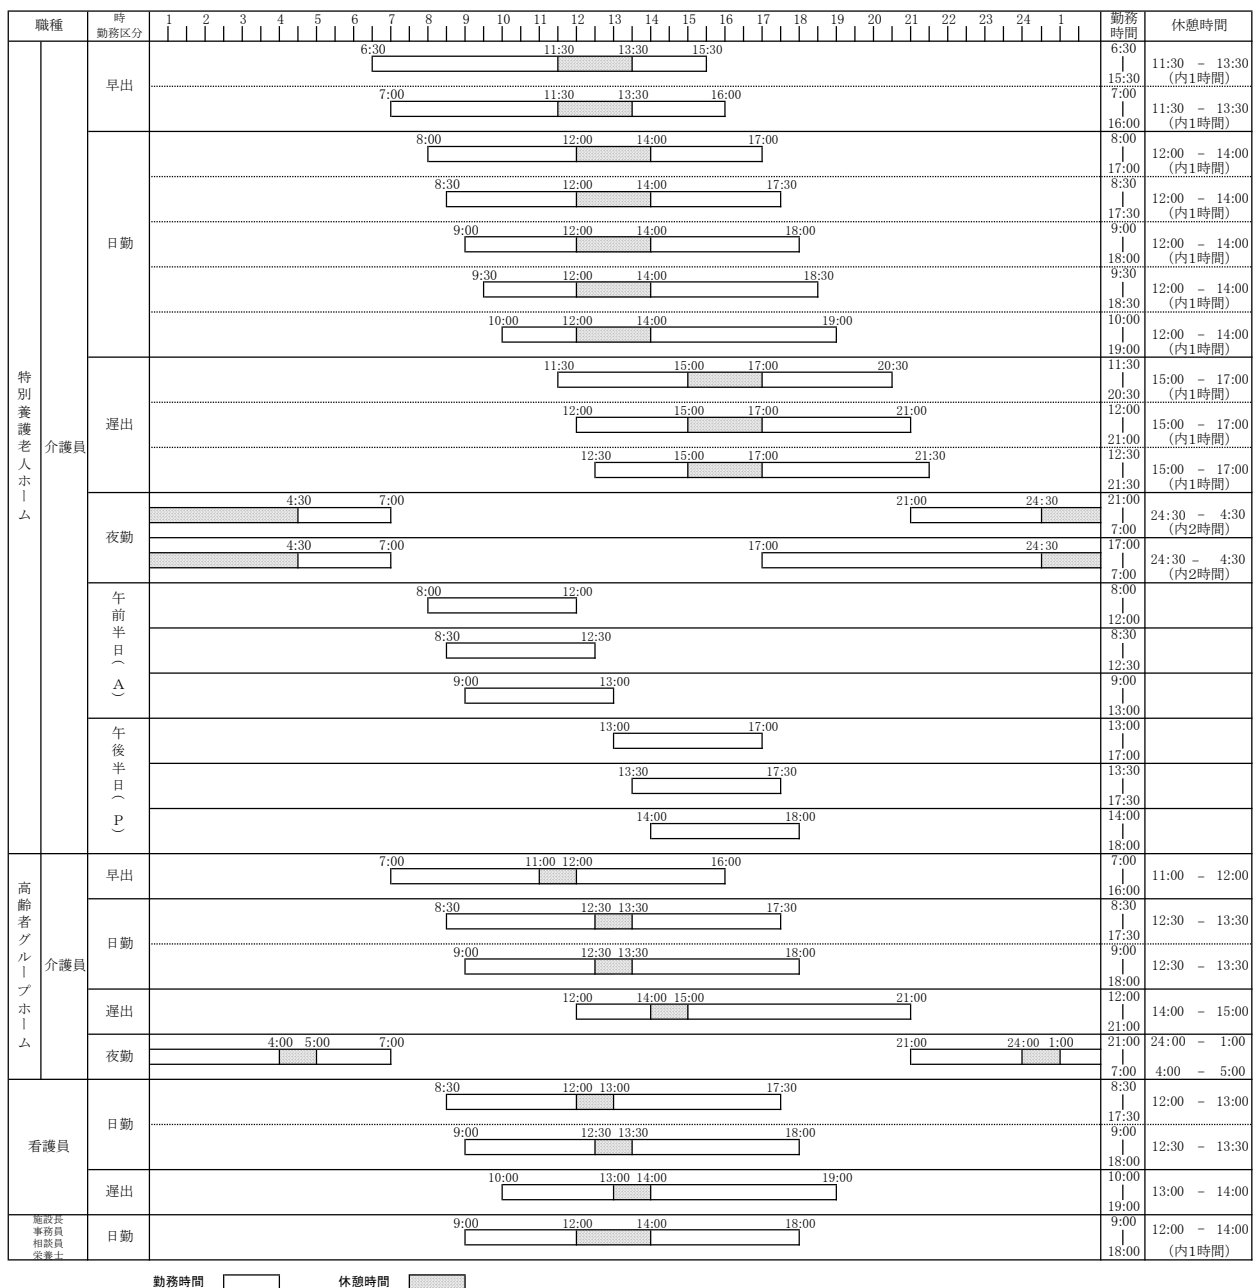 職種 時 1 2 3 4 5 6 7 8 9 10 11 12 13 14 15 16 17 18 19 20 21 22 23 24 1 勤務 休憩時間
勤務区分 時間
特別養護老人ホーム
介護員
早出
6:30 11:30 13:30 15:30 6:30
11:30 － 13:30
15:30 (内1時間)
7:00 11:30 13:30 16:00 7:00
11:30 － 13:30
16:00 (内1時間)
日勤
8:00 12:00 14:00 17:00 8:00
12:00 － 14:00
17:00 (内1時間)
8:30 12:00 14:00 17:30 8:30
12:00 － 14:00
17:30 (内1時間)
9:00 12:00 14:00 18:00 9:00
12:00 － 14:00
18:00 (内1時間)
9:30 12:00 14:00 18:30 9:30
12:00 － 14:00
18:30 (内1時間)
10:00 12:00 14:00 19:00 10:00
12:00 － 14:00
19:00 (内1時間)
遅出
11:30 15:00 17:00 20:30 11:30
15:00 － 17:00
20:30 (内1時間)
12:00 15:00 17:00 21:00 12:00
15:00 － 17:00
21:00 (内1時間)
12:30 15:00 17:00 21:30 12:30
15:00 － 17:00
21:30 (内1時間)
夜勤
4:30 7:00 21:00 24:30 21:00
24:30 － 4:30
7:00 (内2時間)
4:30 7:00 17:00 24:30 17:00
24:30 － 4:30
7:00 (内2時間)
午前半日(A)
8:00 12:00 8:00
12:00
8:30 12:30 8:30
12:30
9:00 13:00 9:00
13:00
午後半日(P)
13:00 17:00 13:00
17:00
13:30 17:30 13:30
17:30
14:00 18:00 14:00
18:00
高齢者グループホーム
介護員
早出
7:00 11:00 12:00 16:00 7:00
11:00 － 12:00
16:00
日勤
8:30 12:30 13:30 17:30 8:30
12:30 － 13:30
17:30
9:00 12:30 13:30 18:00 9:00
12:30 － 13:30
18:00
遅出
12:00 14:00 15:00 21:00 12:00
14:00 － 15:00
21:00
夜勤
4:00 5:00 7:00 21:00 24:00 1:00 21:00 24:00 － 1:00
7:00 4:00 － 5:00
看護員
日勤
8:30 12:00 13:00 17:30 8:30
12:00 － 13:00
17:30
9:00 12:30 13:30 18:00 9:00
12:30 － 13:30
18:00
遅出
10:00 13:00 14:00 19:00 10:00
13:00 － 14:00
19:00
施設長
事務員
相談員
栄養士
日勤
9:00 12:00 14:00 18:00 9:00
12:00 － 14:00
18:00 (内1時間)
勤務時間 休憩時間